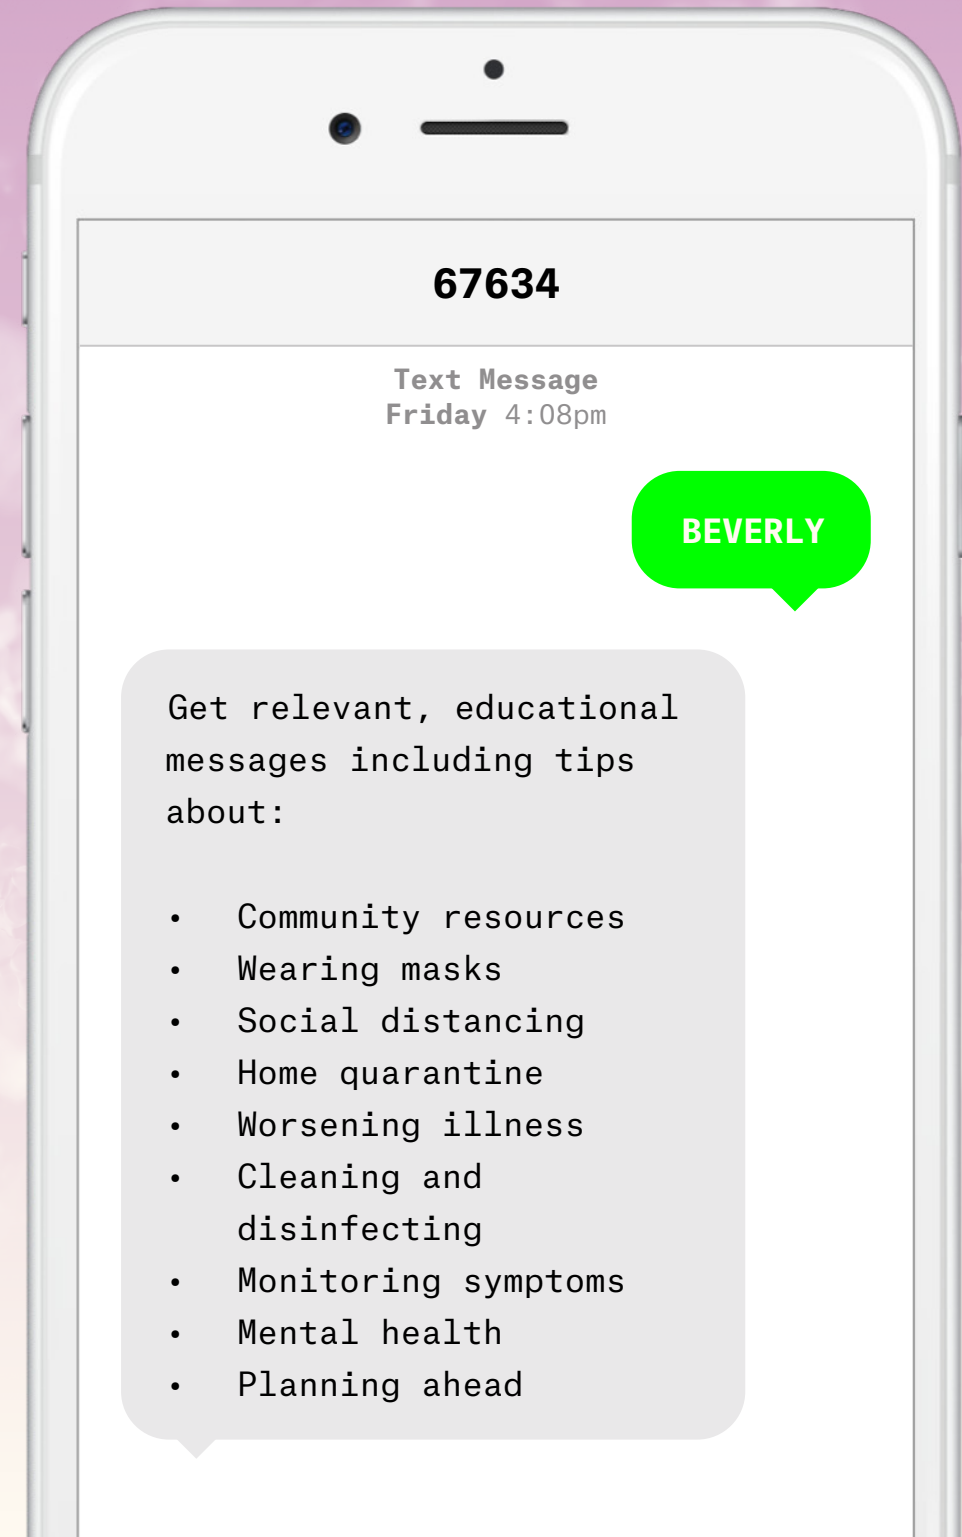 67634
Text Message
Friday 4:08pm
BEVERLY
Get relevant, educational
messages including tips
about:
• Community resources
• Wearing masks
• Social distancing
• Home quarantine
• Worsening illness
• Cleaning and
disinfecting
• Monitoring symptoms
• Mental health
• Planning ahead